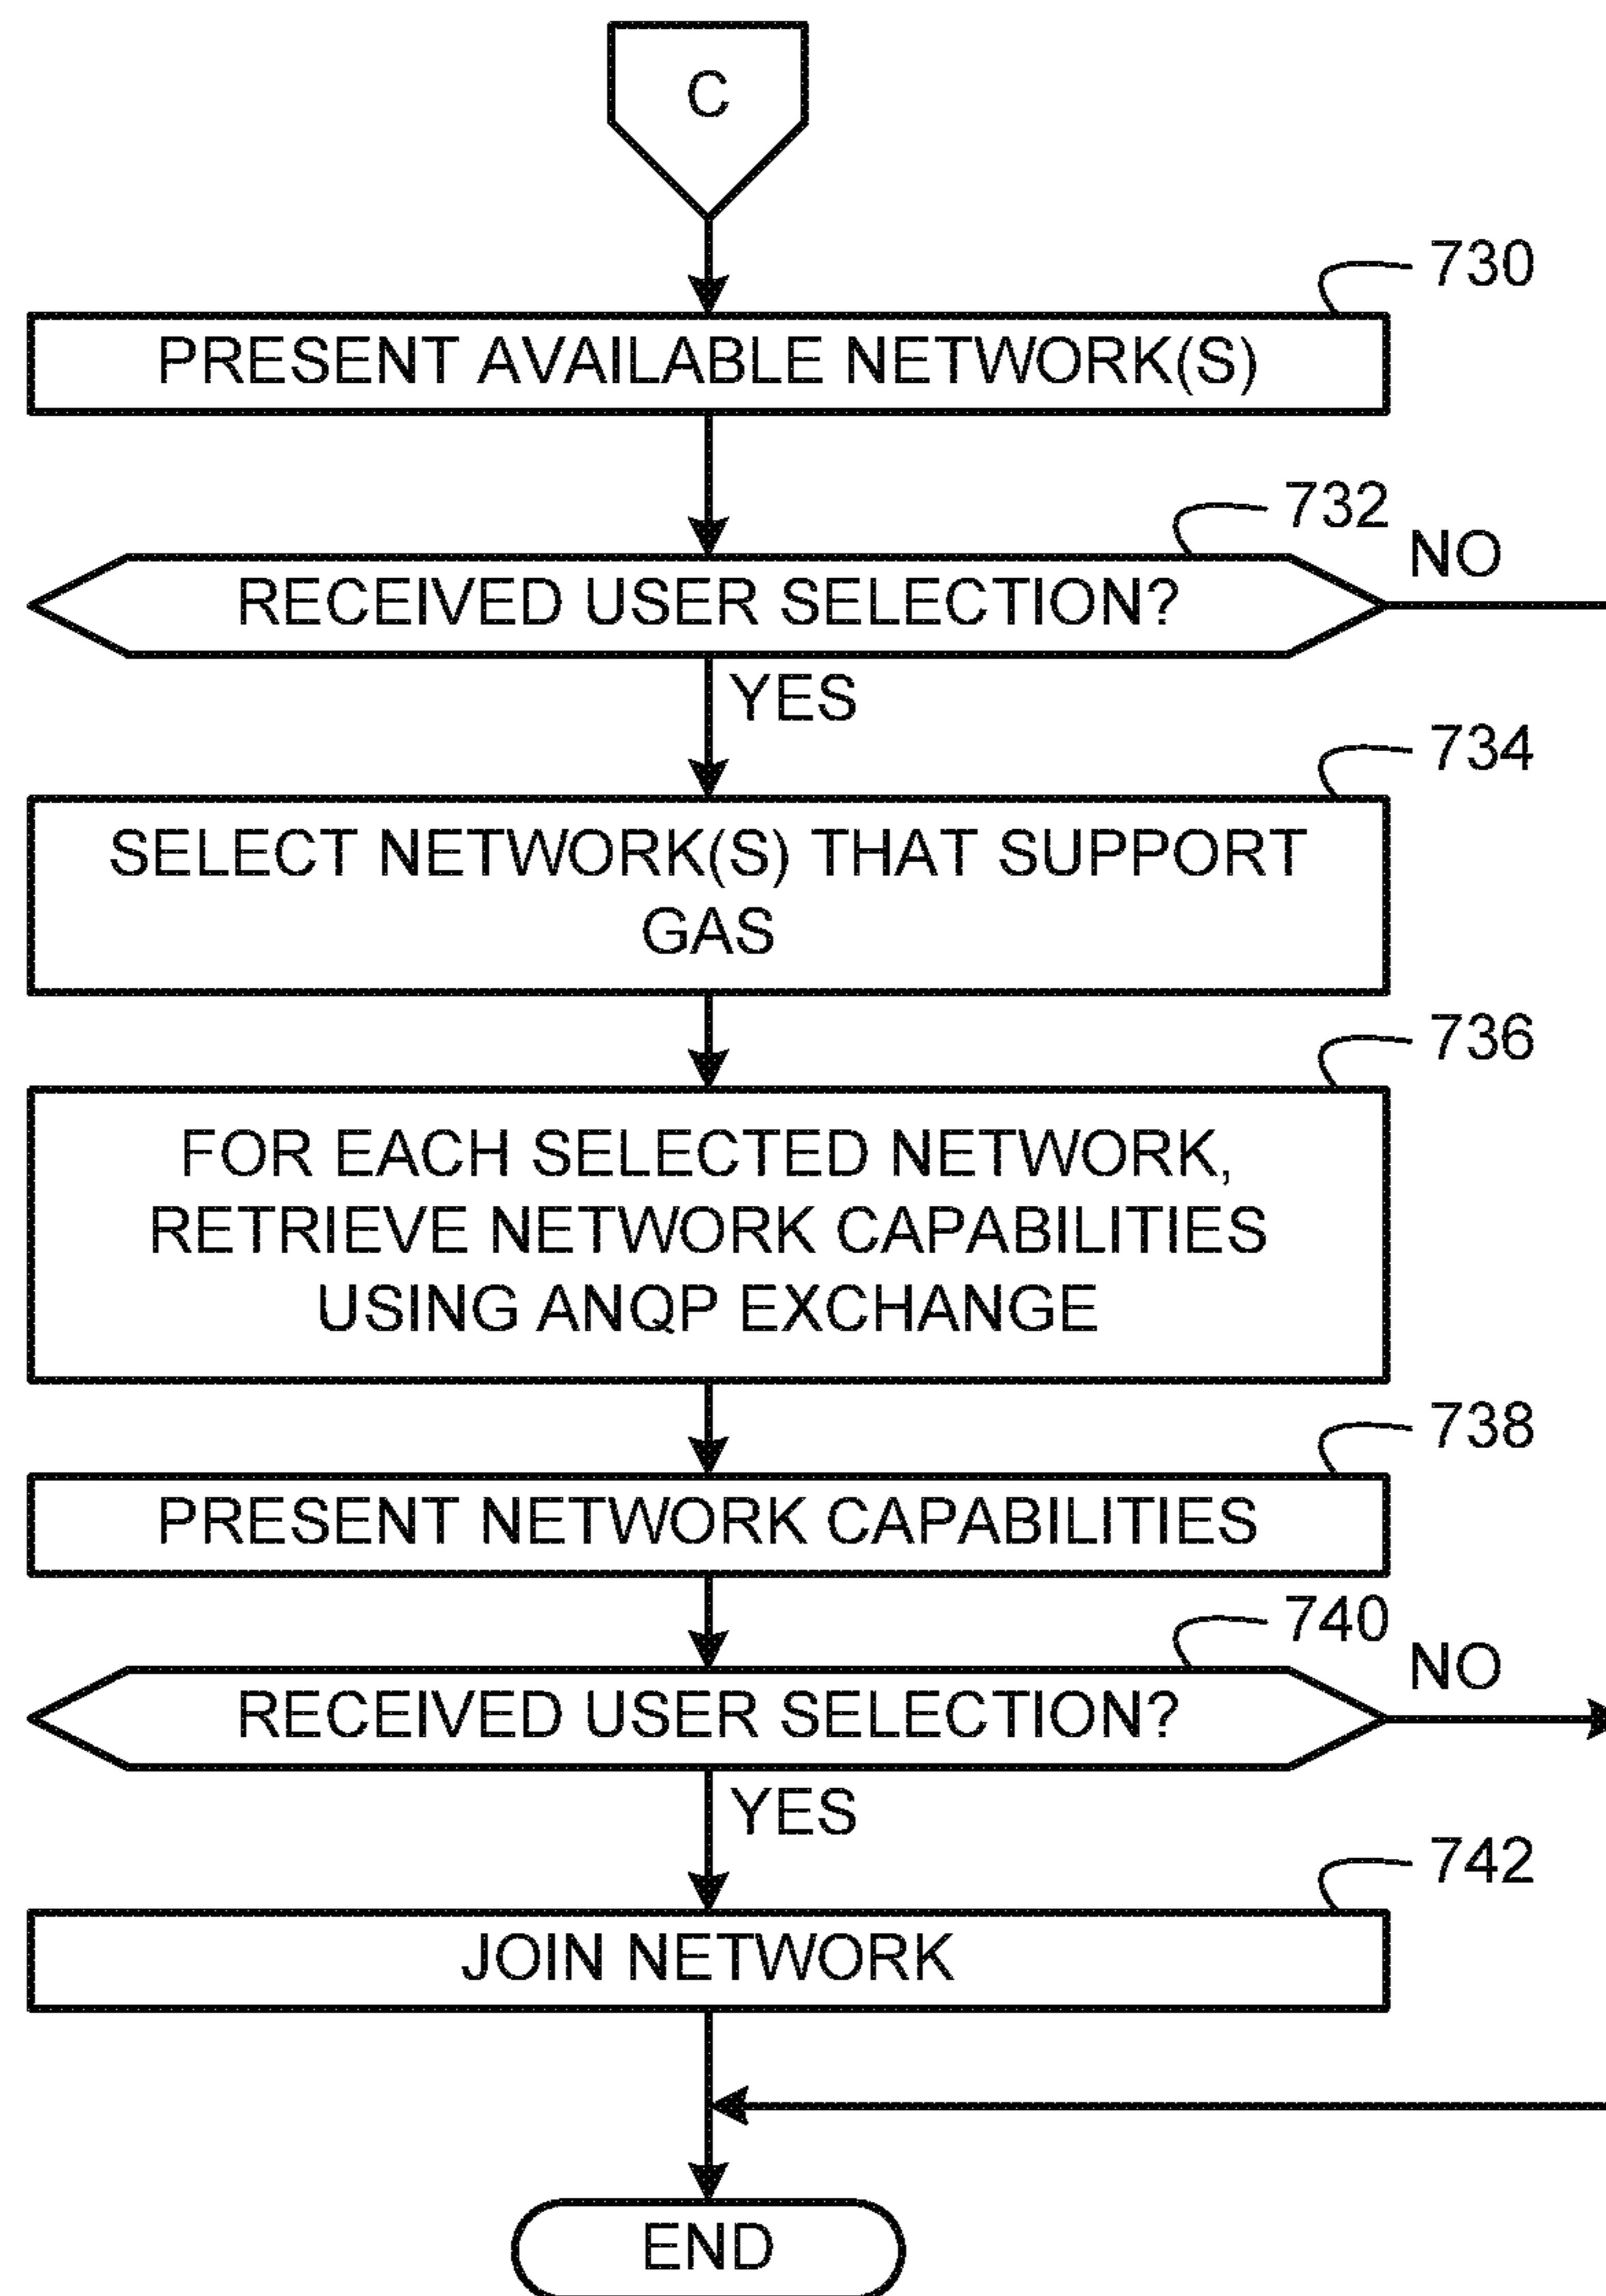 C
730
PRESENT AVAILABLE NETWORK(S)
732
NO
RECEIVED USER SELECTION?
YES
734
SELECT NETWORK(S) THAT SUPPORT
GAS
736
FOR EACH SELECTED NETWORK,
RETRIEVE NETWORK CAPABILITIES
USING ANQP EXCHANGE
738
PRESENT NETWORK CAPABILITIES
740
NO
RECEIVED USER SELECTION?
YES
742
JOIN NETWORK
END